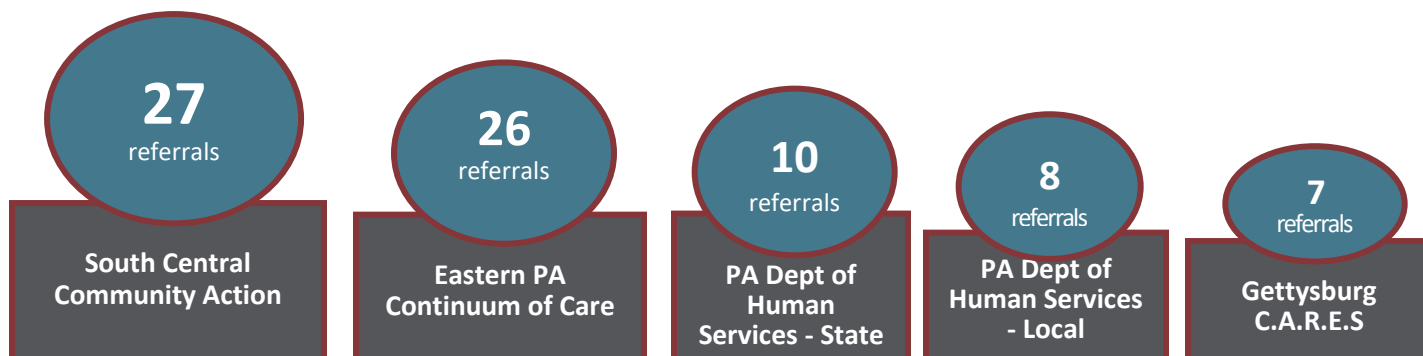 27
referrals
South Central
Community Action
26
referrals
Eastern PA
Continuum of Care
10
referrals
PA Dept of
Human
Services - State
8
referrals
PA Dept of
Human Services
- Local
7
referrals
Gettysburg
C.A.R.E.S